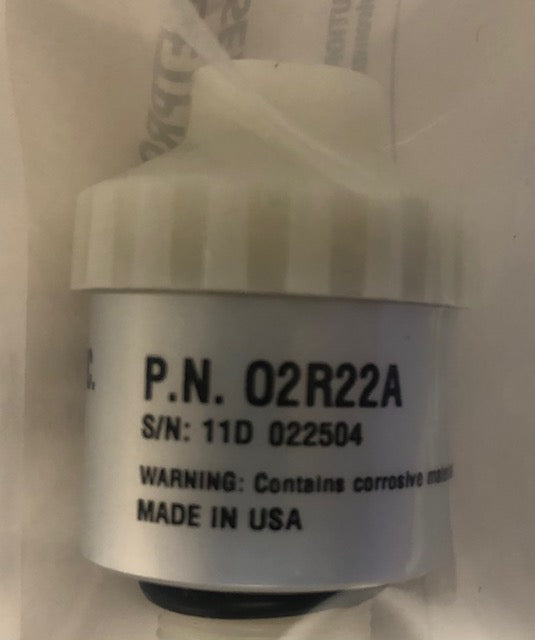 C.
P.N. O2R22A
S/N: 11D 022504
WARNING: Contains corrosive
MADE IN USA